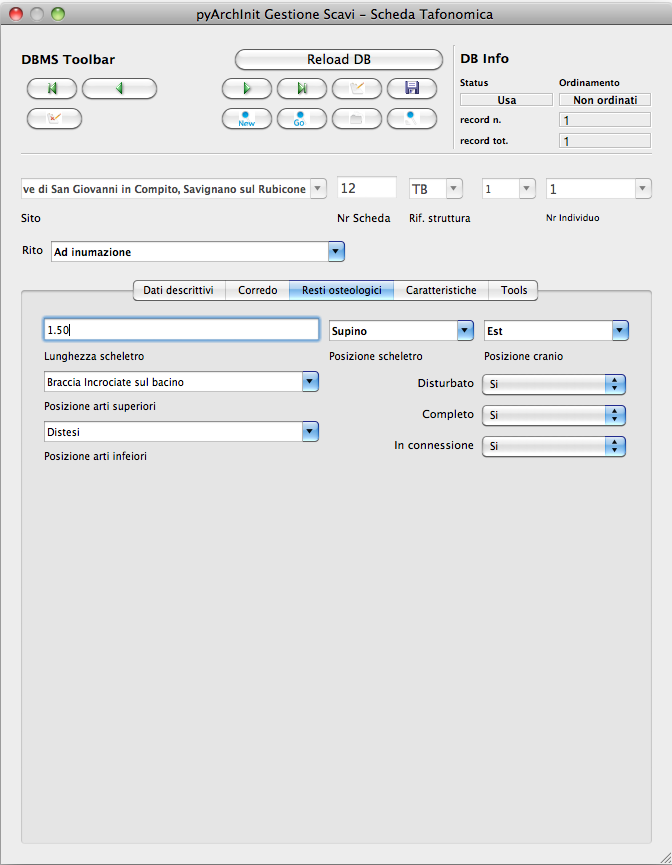 pyArchInit Gestione Scavi – Scheda Tafonomica
DBMS Toolbar
Reload DB
New
Go
DB Info
Status
Ordinamento
Usa
Non ordinati
record n.
1
record tot.
1
ve di San Giovanni in Compito, Savignano sul Rubicone
12
TB
1
1
Sito
Nr Scheda
Rif. struttura
Nr Individuo
Rito
Ad inumazione
Dati descrittivi
Corredo
Resti osteologici
Caratteristiche
Tools
1.50
Supino
Est
Lunghezza scheletro
Posizione scheletro
Posizione cranio
Braccia Incrociate sul bacino
Disturbato
Si
Posizione arti superiori
Completo
Si
Distesi
In connessione
Si
Posizione arti infeiori